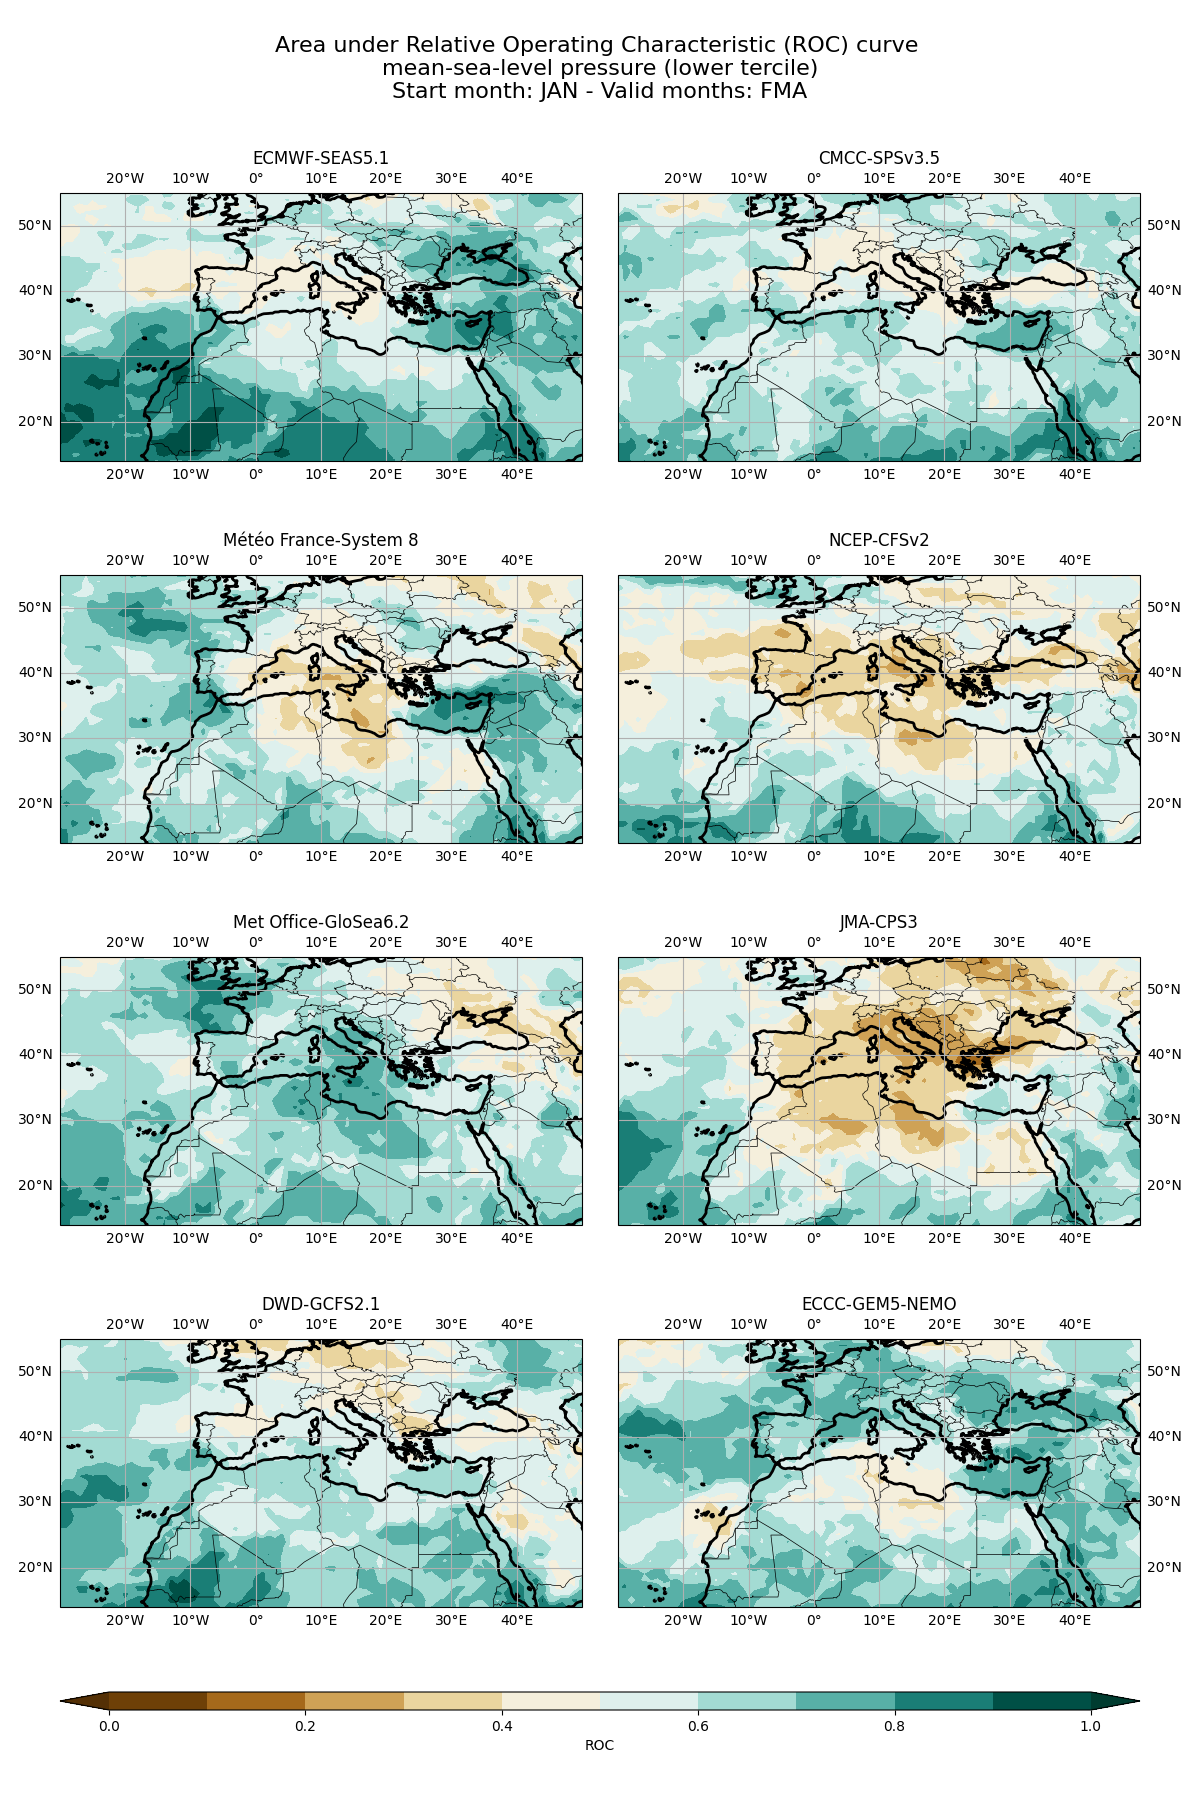 Area under Relative Operating Characteristic (ROC) curve
mean-sea-level pressure (lower tercile)
Start month: JAN - Valid months: FMA
ECMWF-SEAS5.1
20°W 10°W 0° 10°E 20°E 30°E 40°E
50°N
40°N
30°N
20°N
20°W 10°W 0° 10°E 20°E 30°E 40°E
CMCC-SPSv3.5
20°W 10°W 0° 10°E 20°E 30°E 40°E
50°N
40°N
30°N
20°N
20°W 10°W 0° 10°E 20°E 30°E 40°E
Météo France-System 8
20°W 10°W 0° 10°E 20°E 30°E 40°E
50°N
40°N
30°N
20°N
20°W 10°W 0° 10°E 20°E 30°E 40°E
NCEP-CFSv2
20°W 10°W 0° 10°E 20°E 30°E 40°E
50°N
40°N
30°N
20°N
20°W 10°W 0° 10°E 20°E 30°E 40°E
Met Office-GloSea6.2
20°W 10°W 0° 10°E 20°E 30°E 40°E
50°N
40°N
30°N
20°N
20°W 10°W 0° 10°E 20°E 30°E 40°E
JMA-CPS3
20°W 10°W 0° 10°E 20°E 30°E 40°E
50°N
40°N
30°N
20°N
20°W 10°W 0° 10°E 20°E 30°E 40°E
DWD-GCFS2.1
20°W 10°W 0° 10°E 20°E 30°E 40°E
50°N
40°N
30°N
20°N
20°W 10°W 0° 10°E 20°E 30°E 40°E
ECCC-GEM5-NEMO
20°W 10°W 0° 10°E 20°E 30°E 40°E
50°N
40°N
30°N
20°N
20°W 10°W 0° 10°E 20°E 30°E 40°E
0.0 0.2 0.4 0.6 0.8 1.0
ROC